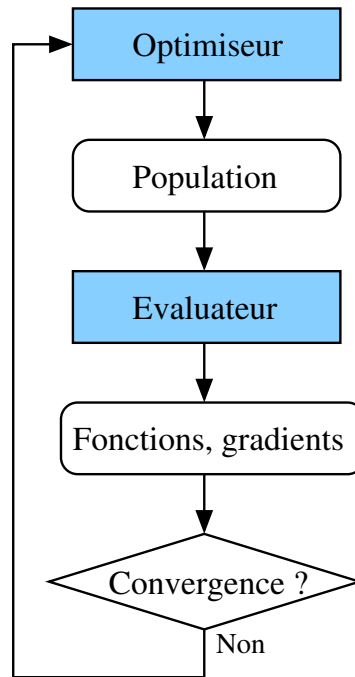 Optimiseur
Population
Evaluateur
Fonctions, gradients
Convergence ?
Non